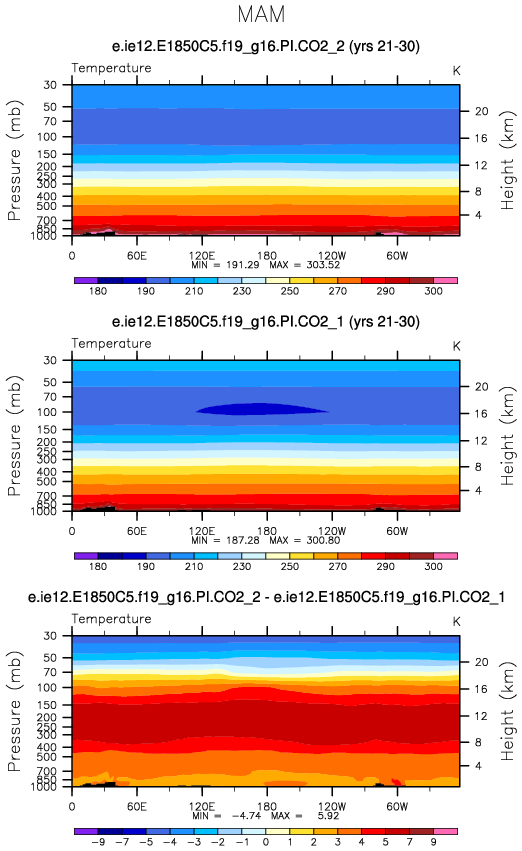 MAM
e.ie12.E1850C5.f19_g16.PI.CO2_2 (yrs 21-30)
Temperature K
Pressure (mb)
30
50
70
100
150
200
250
300
400
500
700
850
1000
20
16
12
8
4
Height (km)
0 60E 120E 180 120W 60W
MIN = 191.29 MAX = 303.52
180 190 210 230 250 270 290 300
e.ie12.E1850C5.f19_g16.PI.CO2_1 (yrs 21-30)
Temperature K
Pressure (mb)
30
50
70
100
150
200
250
300
400
500
700
850
1000
20
16
12
8
4
Height (km)
0 60E 120E 180 120W 60W
MIN = 187.28 MAX = 300.80
180 190 210 230 250 270 290 300
e.ie12.E1850C5.f19_g16.PI.CO2_2 - e.ie12.E1850C5.f19_g16.PI.CO2_1
Temperature K
Pressure (mb)
30
50
70
100
150
200
250
300
400
500
700
850
1000
20
16
12
8
4
Height (km)
0 60E 120E 180 120W 60W
MIN = -4.74 MAX = 5.92
-9 -7 -5 -4 -3 -2 -1 0 1 2 3 4 5 7 9